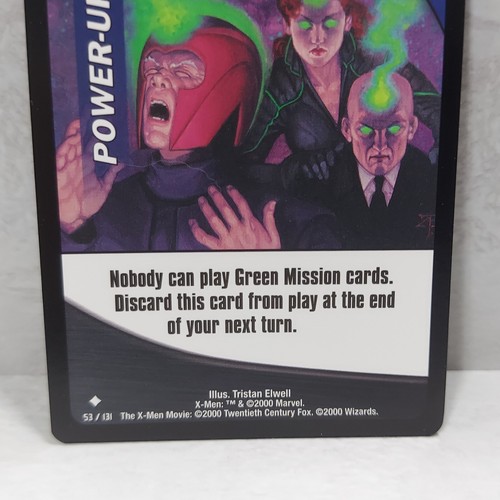 POWER-U
Nobody can play Green Mission cards.
Discard this card from play at the end
of your next turn.
Illus. Tristan Elwell
X-Men: ™ & ©2000 Marvel.
53 / 131 The X-Men Movie: ©2000 Twentieth Century Fox. ©2000 Wizards.